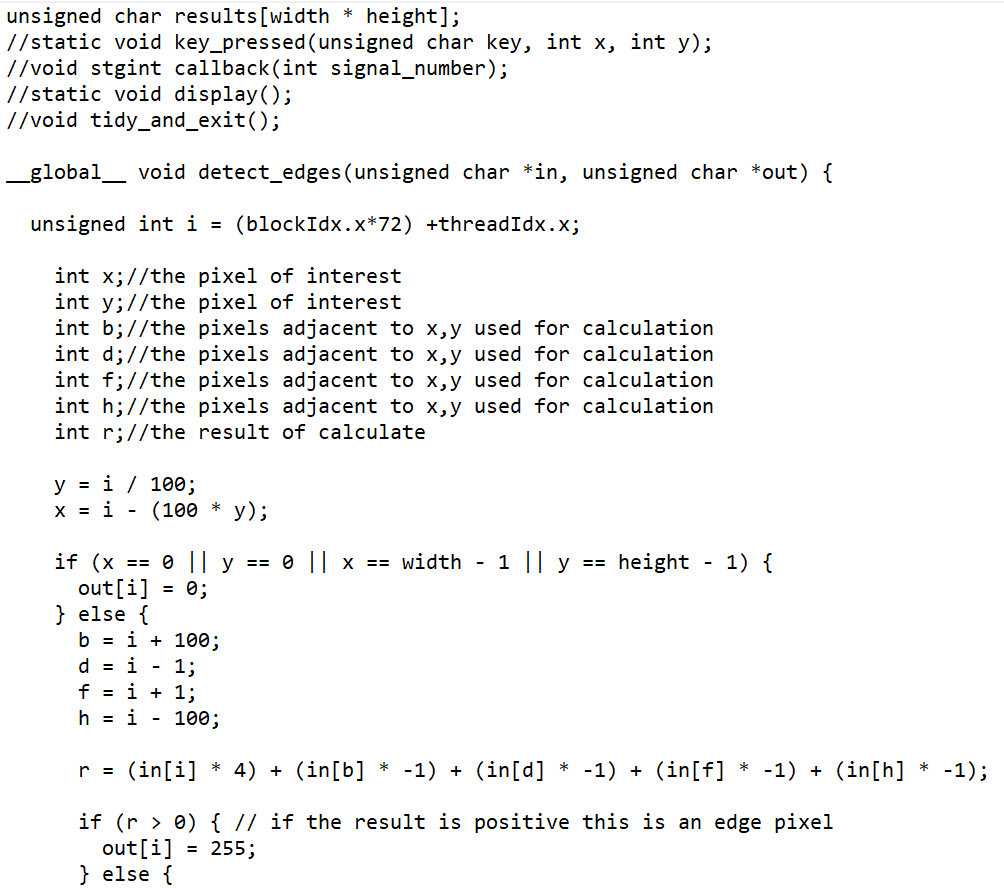 unsigned char results[width * height];
//static void key_pressed(unsigned char key, int x, int y);
//void stgint callback(int signal_number);
//static void display();
//void tidy_and_exit();
__global__ void detect_edges(unsigned char *in, unsigned char *out) {
unsigned int i = (blockIdx.x*72) +threadIdx.x;
int x;//the pixel of interest
int y;//the pixel of interest
int b;//the pixels adjacent to x,y used for calculation
int d;//the pixels adjacent to x,y used for calculation
int f;//the pixels adjacent to x,y used for calculation
int h;//the pixels adjacent to x,y used for calculation
int r;//the result of calculate
y = i / 100;
x = i - (100 * y);
if (x == 0 || y == 0 || x == width - 1 || y == height - 1) {
out[i] = 0;
} else {
b = i + 100;
d = i - 1;
f = i + 1;
h = i - 100;
r = (in[i] * 4) + (in[b] * -1) + (in[d] * -1) + (in[f] * -1) + (in[h] * -1);
if (r > 0) { // if the result is positive this is an edge pixel
out[i] = 255;
} else {